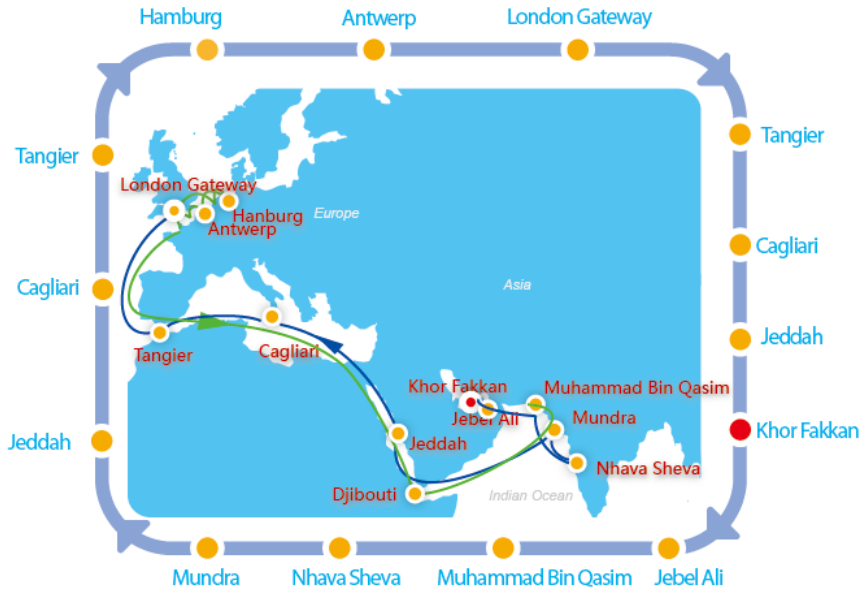 Hamburg
Antwerp
London Gateway
Tangier
Tangier
London Gateway
Hanburg
Antwerp
Europe
Cagliari
Asia
Cagliari
Tangier
Cagliari
Jeddah
Khor Fakkan
Muhammad Bin Qasim
Jebel Ali
Mundra
Khor Fakkan
Jeddah
Jeddah
Nhava Sheva
Djibouti
Indian Ocean
Mundra
Nhava Sheva
Muhammad Bin Qasim
Jebel Ali